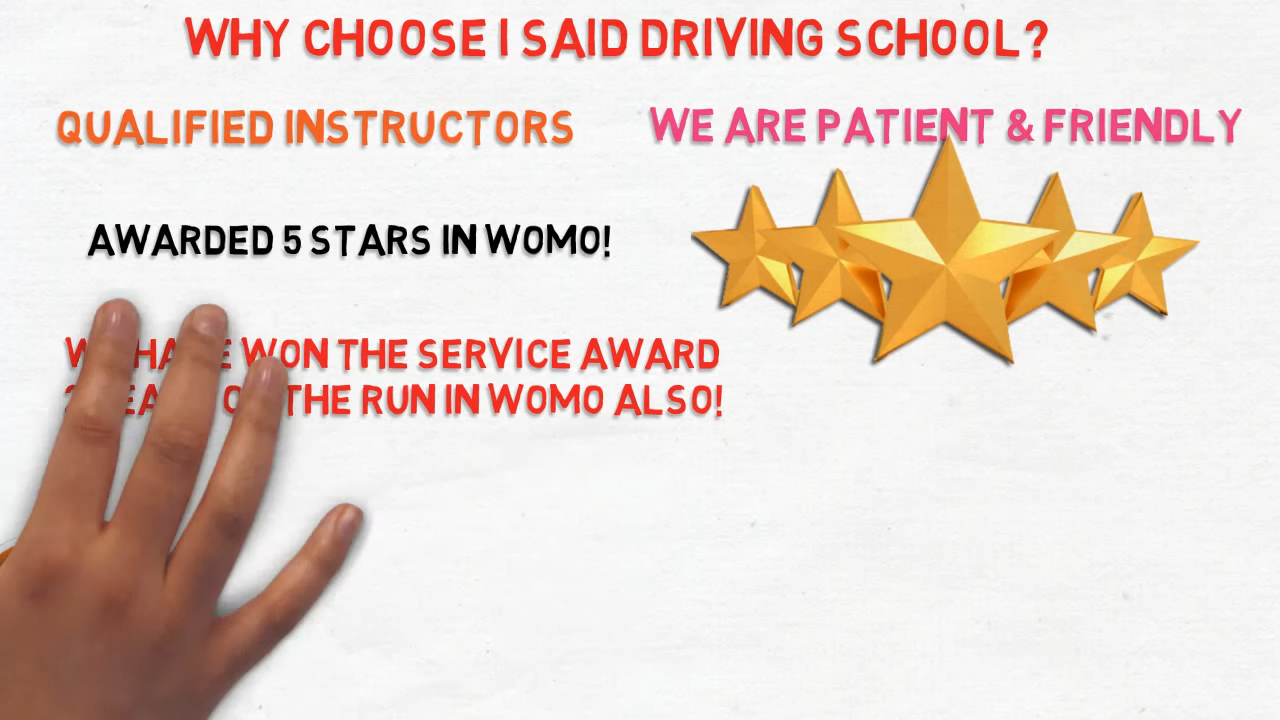 WHY CHOOSE I SAID DRIVING SCHOOL?
QUALIFIED INSTRUCTORS
WE ARE PATIENT & FRIENDLY
AWARDED 5 STARS IN WOMO!
WON THE SERVICE AWARD
THE RUN IN WOMO ALSO!